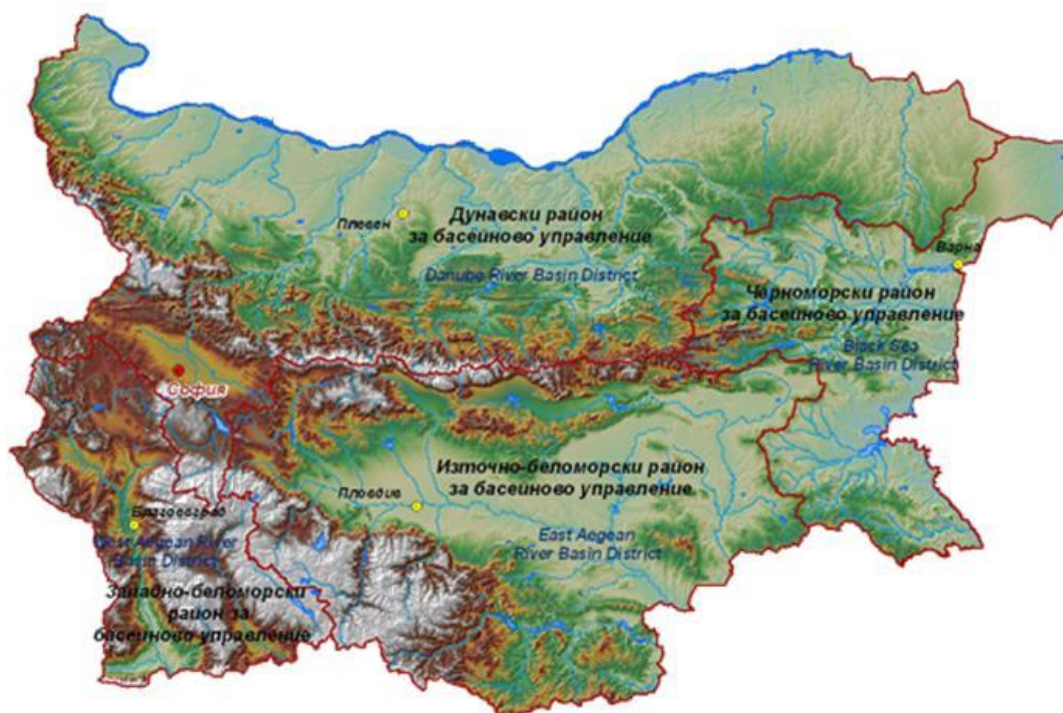 Плевен
Дунавски район
за басейново управление
Danube River Basin District
Варна
Черноморски район
за басейново управление
Black Sea
River Basin District
София
Източно-беломорски район
за басейново управление
Пловдив
East Aegean
River Basin District
Благоевград
West Aegean River
Basin District
Западно-беломорски
район за
басейново управление